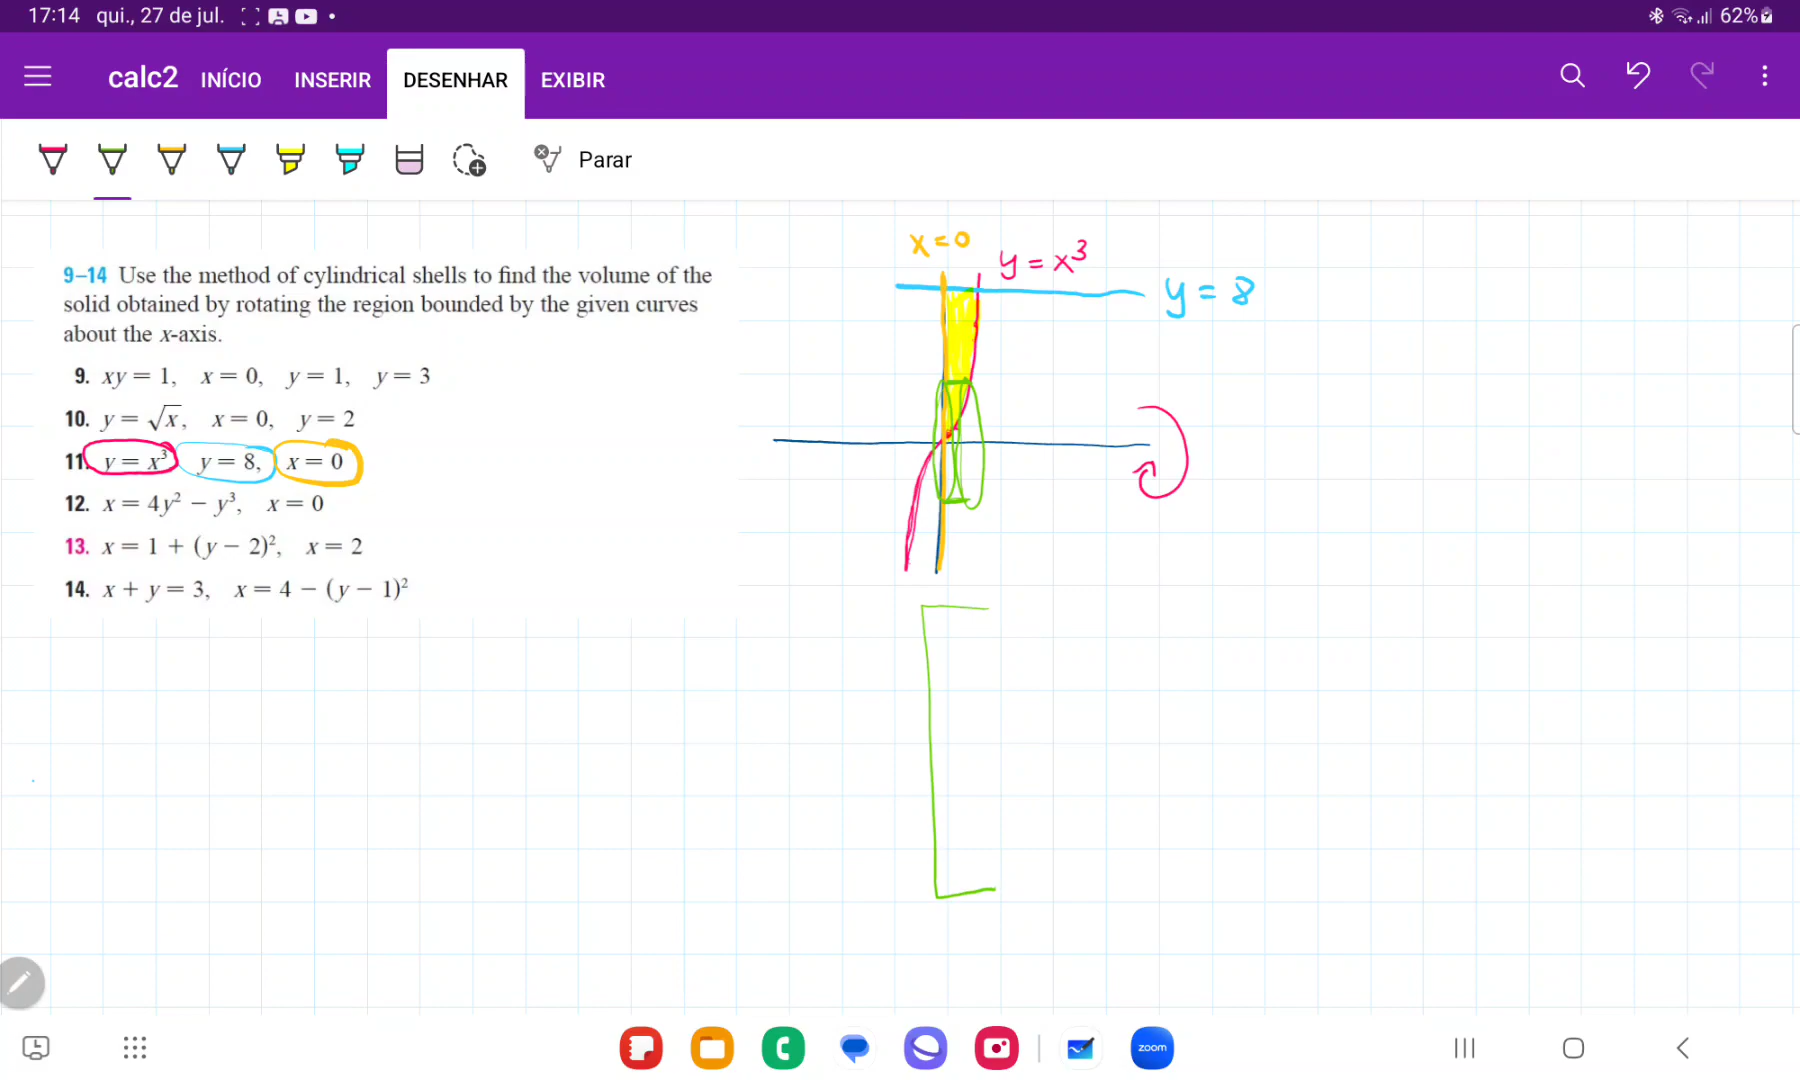 17:14 qui., 27 de jul.
62%
calc2 INÍCIO INSERIR DESENHAR EXIBIR
Parar
9–14 Use the method of cylindrical shells to find the volume of the
solid obtained by rotating the region bounded by the given curves
about the x-axis.
9. xy = 1, x = 0, y = 1, y = 3
10. y = √x, x = 0, y = 2
11. y = x³ y = 8, x = 0
12. x = 4y² − y³, x = 0
13. x = 1 + (y − 2)², x = 2
14. x + y = 3, x = 4 − (y − 1)²
x = 0
y = x³
y = 8
zoom